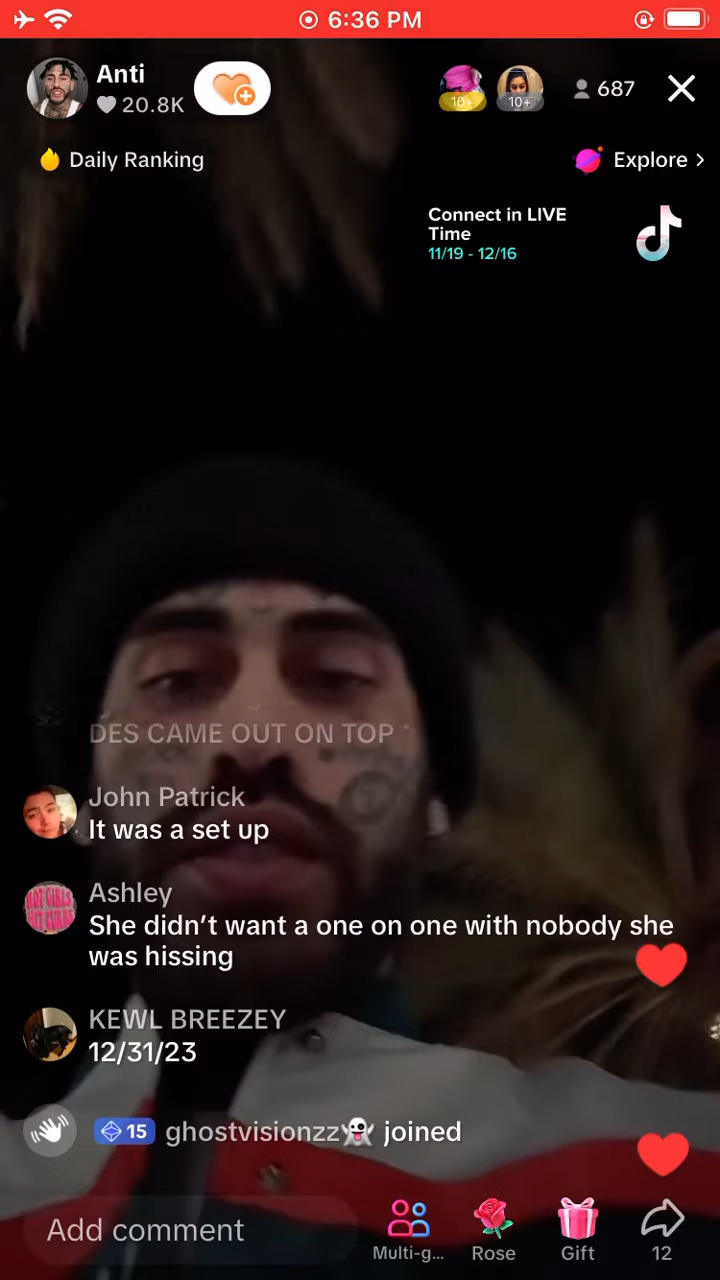 6:36 PM
Anti
20.8K
10+
10+
687
Daily Ranking
Explore >
Connect in LIVE
Time
11/19 - 12/16
DES CAME OUT ON TOP
John Patrick
It was a set up
Ashley
She didn’t want a one on one with nobody she
was hissing
KEWL BREEZEY
12/31/23
15 ghostvisionzz👻 joined
Add comment
Multi-g...
Rose
Gift
12